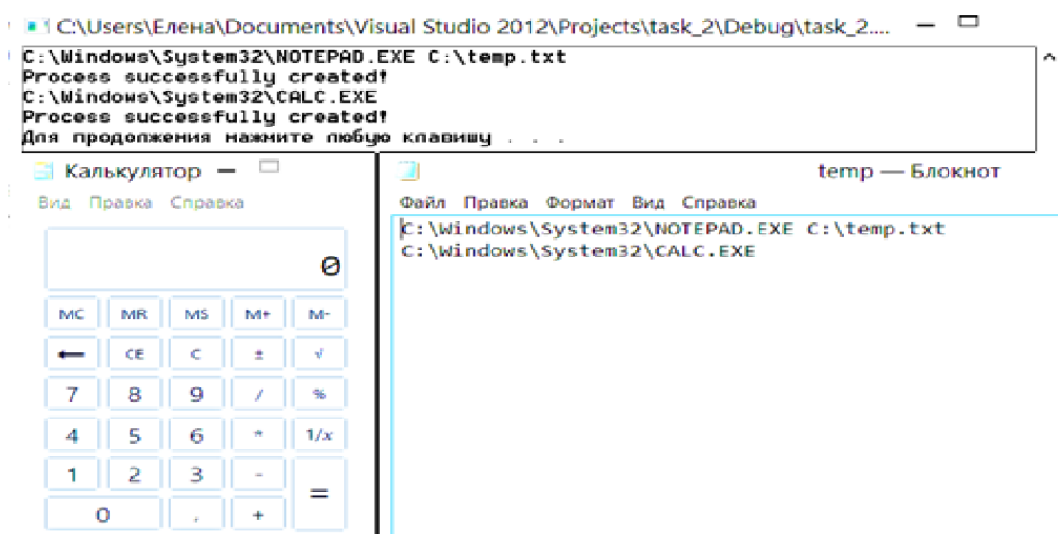 C:\Users\Елена\Documents\Visual Studio 2012\Projects\task_2\Debug\task_2....
C:\Windows\System32\NOTEPAD.EXE C:\temp.txt
Process successfully created!
C:\Windows\System32\CALC.EXE
Process successfully created!
Для продолжения нажмите любую клавишу . . .
Калькулятор
Вид Правка Справка
0
MC MR MS M+ M-
← CE C ± √
7 8 9 / %
4 5 6 * 1/x
1 2 3 - =
0 , +
temp — Блокнот
Файл Правка Формат Вид Справка
C:\Windows\System32\NOTEPAD.EXE C:\temp.txt
C:\Windows\System32\CALC.EXE